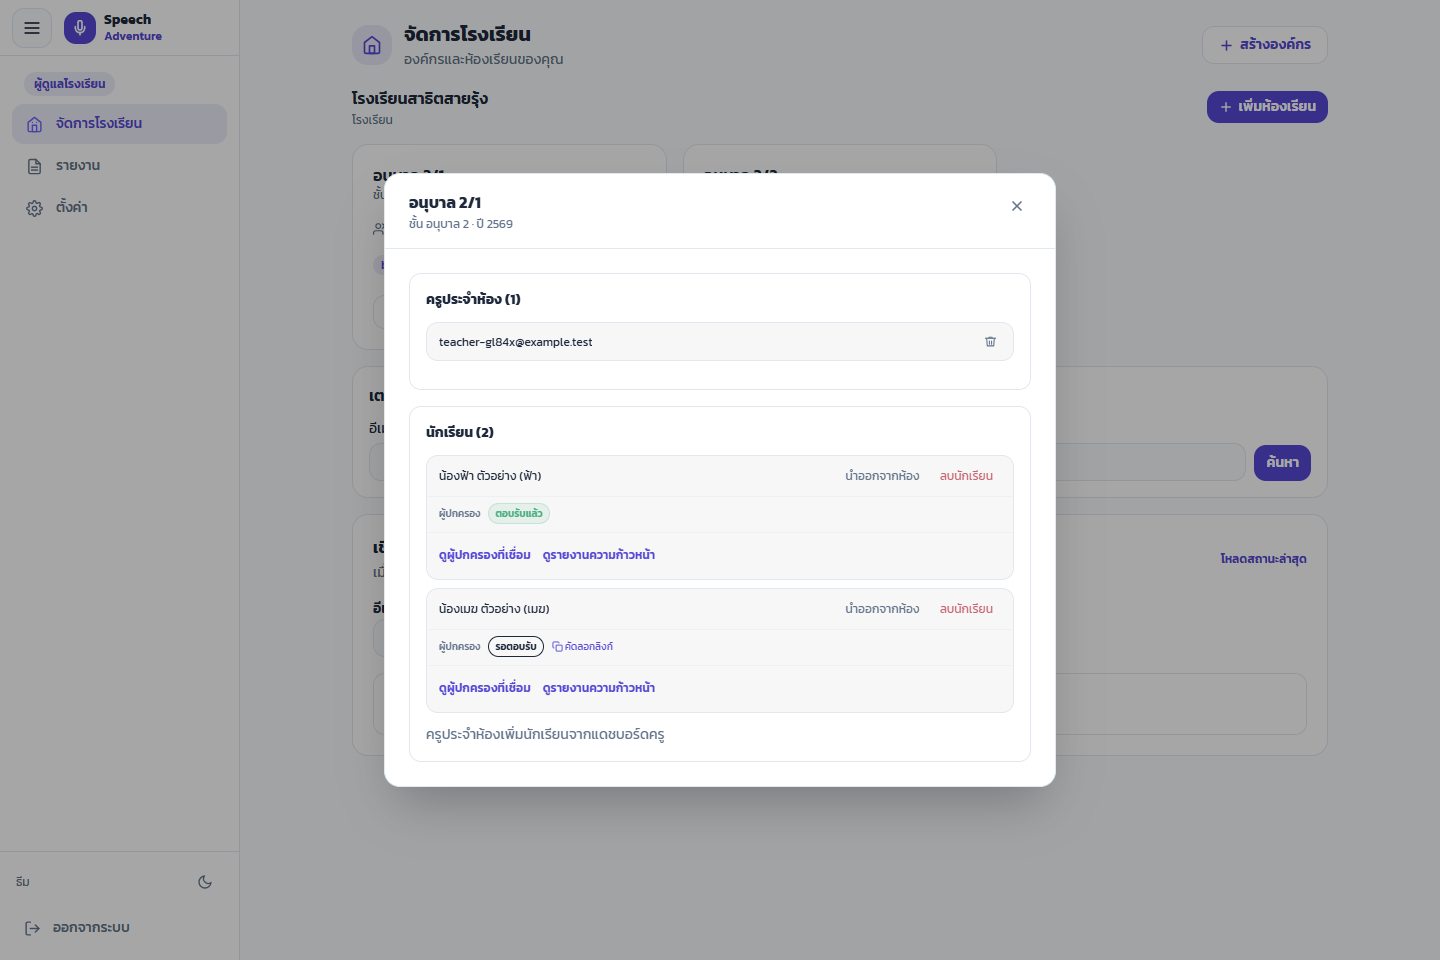 Speech
Adventure
ผู้ดูแลโรงเรียน
จัดการโรงเรียน
รายงาน
ตั้งค่า
ธีม
ออกจากระบบ
จัดการโรงเรียน
องค์กรและห้องเรียนของคุณ
สร้างองค์กร
โรงเรียนสาธิตสายรุ้ง
โรงเรียน
เพิ่มห้องเรียน
ค้นหา
โหลดสถานะล่าสุด
อนุบาล 2/1
ชั้น อนุบาล 2 · ปี 2569
ครูประจำห้อง (1)
teacher-gl84x@example.test
นักเรียน (2)
น้องฟ้า ตัวอย่าง (ฟ้า) นำออกจากห้อง ลบนักเรียน
ผู้ปกครอง ตอบรับแล้ว
ดูผู้ปกครองที่เชื่อม ดูรายงานความก้าวหน้า
น้องเมฆ ตัวอย่าง (เมฆ) นำออกจากห้อง ลบนักเรียน
ผู้ปกครอง รอตอบรับ คัดลอกลิงก์
ดูผู้ปกครองที่เชื่อม ดูรายงานความก้าวหน้า
ครูประจำห้องเพิ่มนักเรียนจากแดชบอร์ดครู